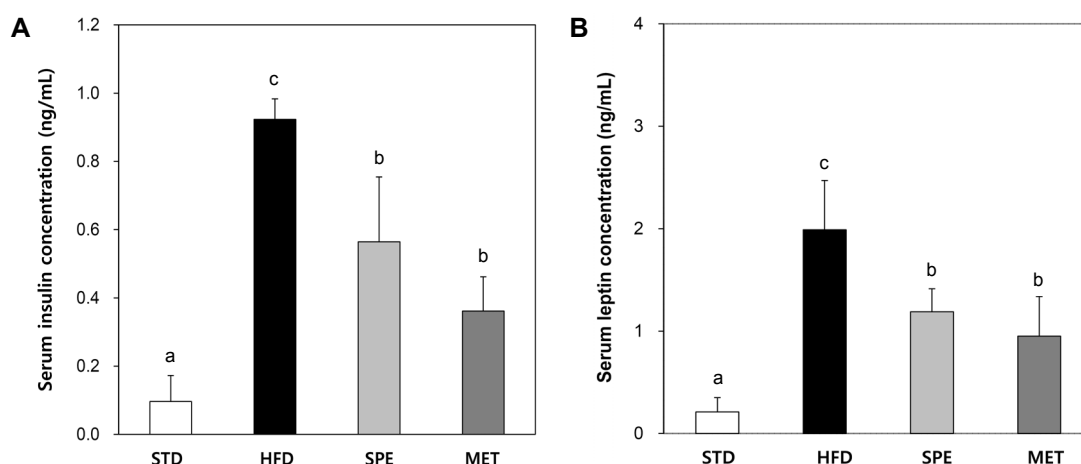 A
Serum insulin concentration (ng/mL)
1.2
1.0
0.8
0.6
0.4
0.2
0.0
a
c
b
b
STD HFD SPE MET
B
Serum leptin concentration (ng/mL)
4
3
2
1
0
a
c
b
b
STD HFD SPE MET